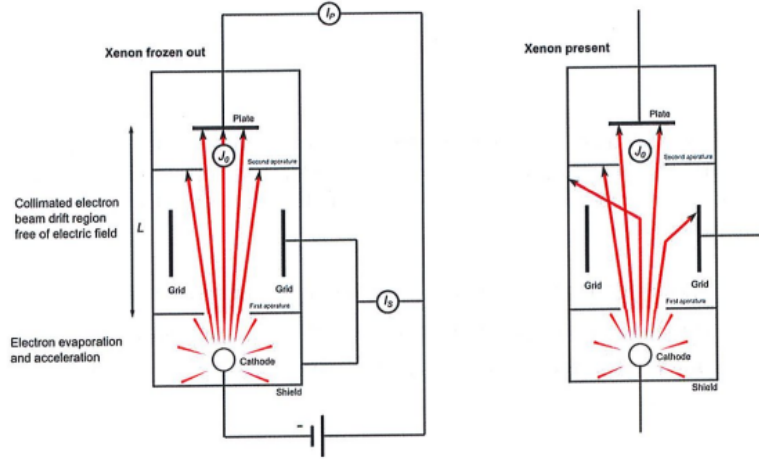 Xenon frozen out
I_P
Xenon present
Plate
Plate
J_0
J_0
Second aperature
Second aperature
Collimated electron
beam drift region
free of electric field
L
Grid
Grid
Grid
Grid
I_S
First aperature
First aperature
Electron evaporation
and acceleration
Cathode
Cathode
Shield
Shield
-